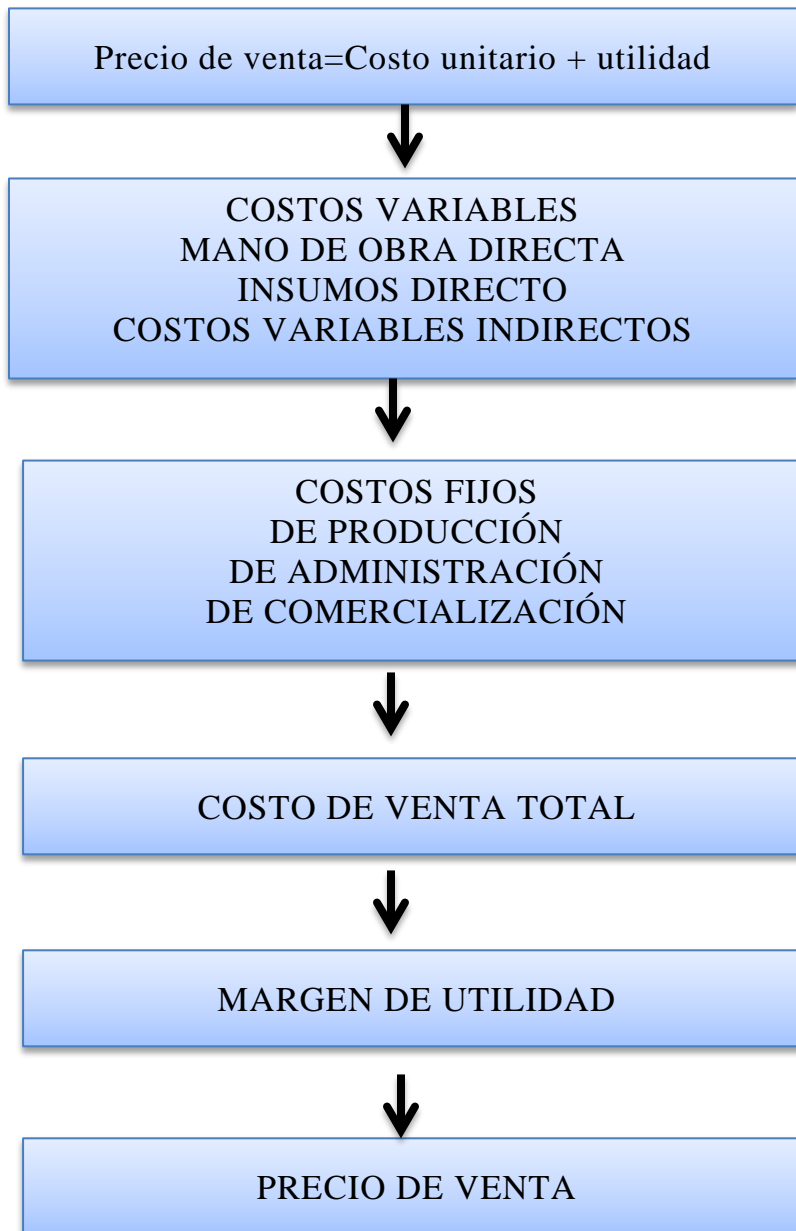 Precio de venta=Costo unitario + utilidad
COSTOS VARIABLES
MANO DE OBRA DIRECTA
INSUMOS DIRECTO
COSTOS VARIABLES INDIRECTOS
COSTOS FIJOS
DE PRODUCCIÓN
DE ADMINISTRACIÓN
DE COMERCIALIZACIÓN
COSTO DE VENTA TOTAL
MARGEN DE UTILIDAD
PRECIO DE VENTA